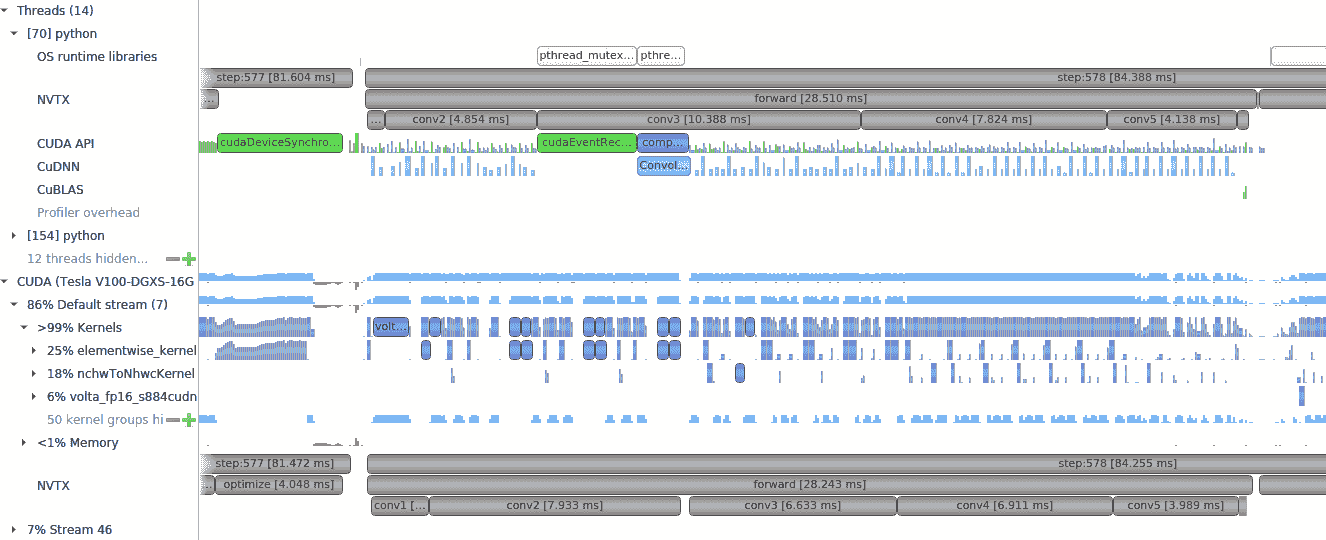 Threads (14)
[70] python
OS runtime libraries
pthread_mutex... pthre...
step:577 [81.604 ms] step:578 [84.388 ms]
NVTX
... forward [28.510 ms]
... conv2 [4.854 ms] conv3 [10.388 ms] conv4 [7.824 ms] conv5 [4.138 ms]
CUDA API cudaDeviceSynchro... cudaEventRec... comp...
CuDNN Convol...
CuBLAS
Profiler overhead
[154] python
12 threads hidden...
CUDA (Tesla V100-DGXS-16G
86% Default stream (7)
>99% Kernels volt...
25% elementwise_kernel
18% nchwToNhwcKernel
6% volta_fp16_s884cudn
50 kernel groups hi
<1% Memory
step:577 [81.472 ms] step:578 [84.255 ms]
NVTX ... optimize [4.048 ms] forward [28.243 ms]
conv1 [... conv2 [7.933 ms] conv3 [6.633 ms] conv4 [6.911 ms] conv5 [3.989 ms]
7% Stream 46